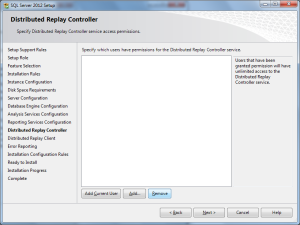 SQL Server 2012 Setup
Distributed Replay Controller
Specify Distributed Replay Controller service access permissions.
Setup Support Rules
Setup Role
Feature Selection
Installation Rules
Instance Configuration
Disk Space Requirements
Server Configuration
Database Engine Configuration
Analysis Services Configuration
Reporting Services Configuration
Distributed Replay Controller
Distributed Replay Client
Error Reporting
Installation Configuration Rules
Ready to Install
Installation Progress
Complete
Specify which users have permissions for the Distributed Replay Controller service.
Users that have been
granted permission will have
unlimited access to the
Distributed Replay
Controller service.
Add Current User
Add...
Remove
< Back
Next >
Cancel
Help